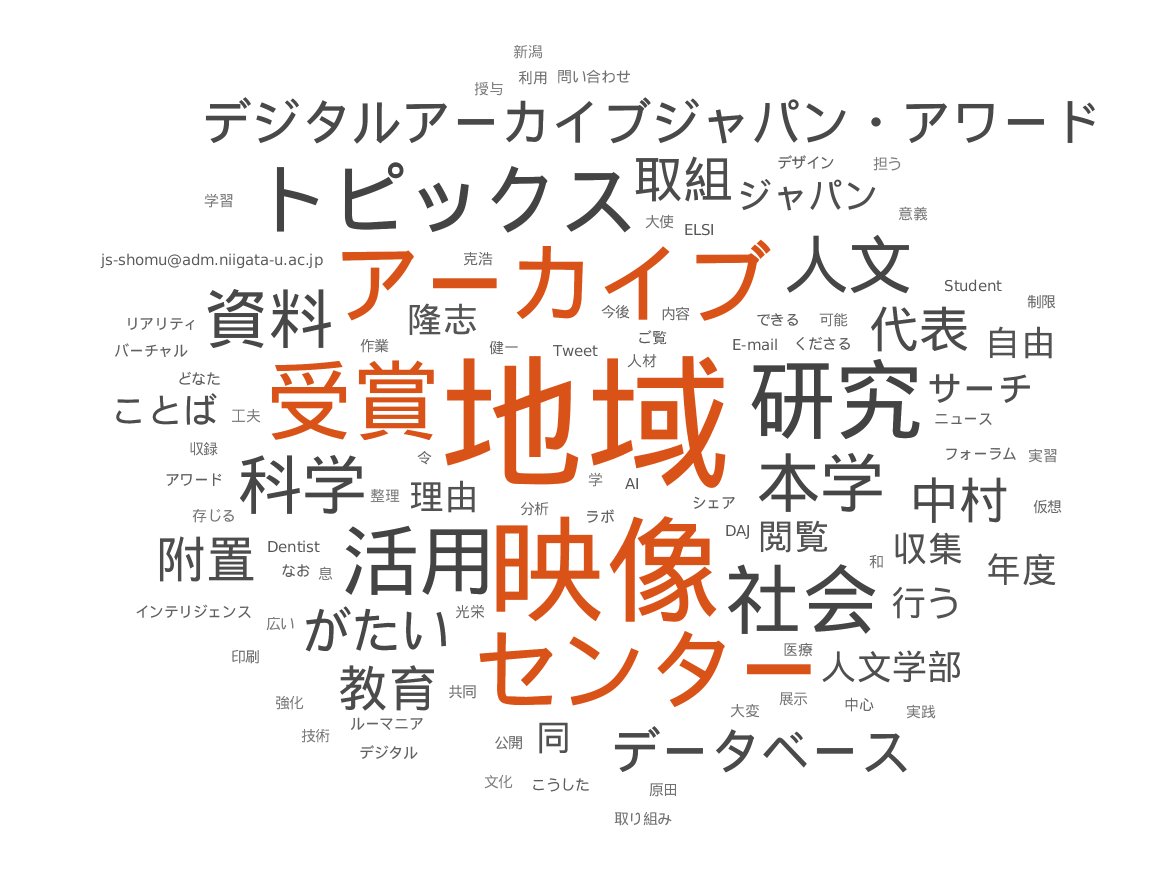 新潟
授与 利用 問い合わせ
デジタルアーカイブジャパン・アワード
トピックス 取組 デザイン 担う
学習 ジャパン
大使 ELSI 意義
js-shomu@adm.niigata-u.ac.jp アーカイブ 克浩 人文
Student
資料 隆志 今後 内容 制限
リアリティ できる 可能 代表 自由
バーチャル 作業 健一 Tweet ご覧 E-mail くださる
人材
どなた 受賞 地域 研究 サーチ
ことば 工夫 ニュース
収録 令 フォーラム 実習
アワード 科学 整理 理由 学 AI 本学 中村
存じる 分析 ラボ シェア 仮想
附置 Dentist 活用 映像 DAJ 閲覧 収集
なお 息 和 年度
インテリジェンス 社会 行う
広い がたい 光栄
印刷 センター 医療 人文学部
教育 共同
強化 展示 中心 実践
ルーマニア 大変
技術 デジタル 公開 同 データベース
文化 こうした 原田
取り組み